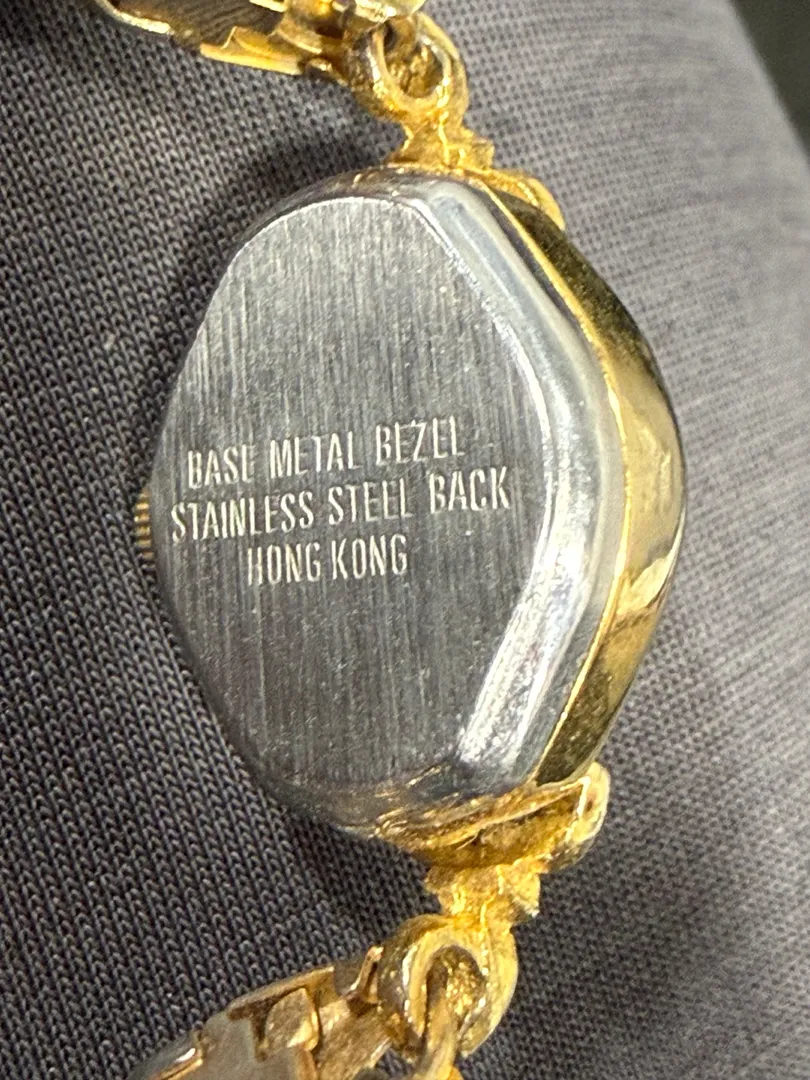 BASE METAL BEZEL
STAINLESS STEEL BACK
HONG KONG